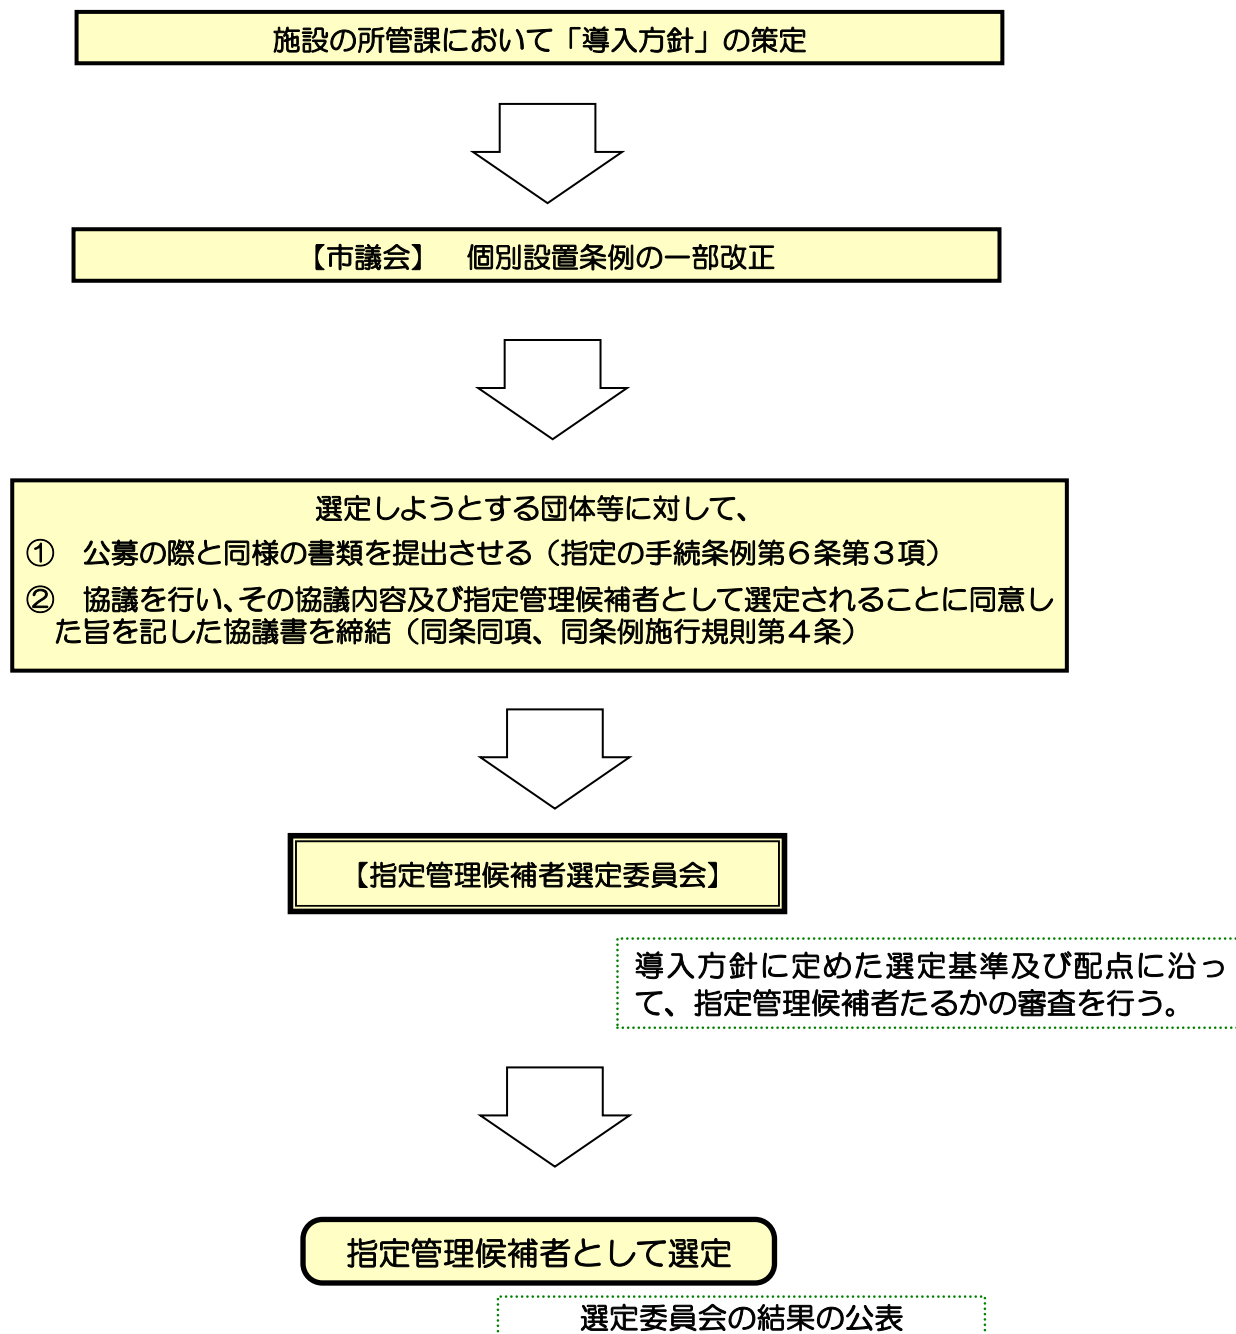 施設の所管課において「導入方針」の策定
【市議会】　個別設置条例の一部改正
選定しようとする団体等に対して、
①　公募の際と同様の書類を提出させる（指定の手続条例第６条第３項）
②　協議を行い、その協議内容及び指定管理候補者として選定されることに同意し
た旨を記した協議書を締結（同条同項、同条例施行規則第４条）
【指定管理候補者選定委員会】
導入方針に定めた選定基準及び配点に沿っ
て、指定管理候補者たるかの審査を行う。
指定管理候補者として選定
選定委員会の結果の公表